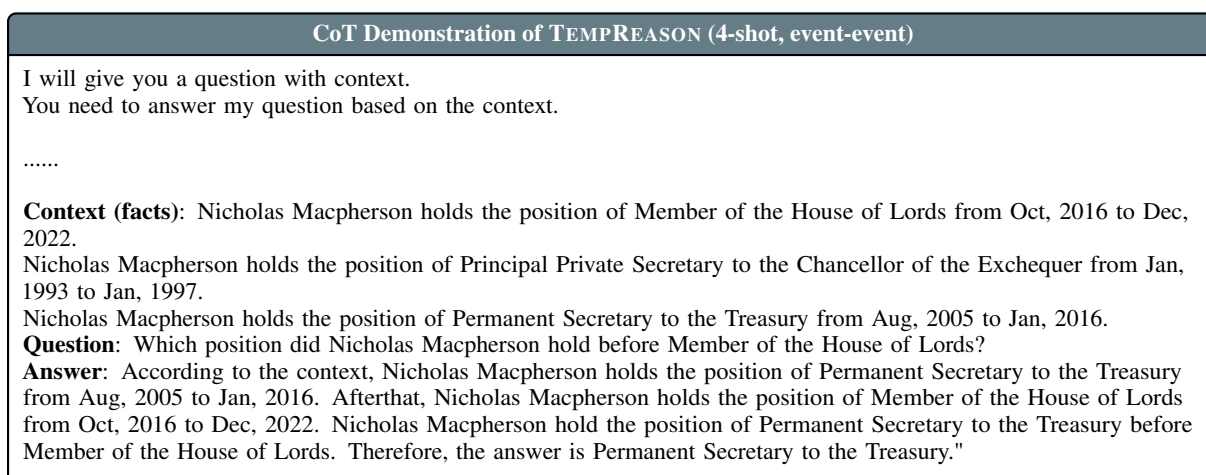 CoT Demonstration of TEMPREASON (4-shot, event-event)
I will give you a question with context.
You need to answer my question based on the context.
......
Context (facts): Nicholas Macpherson holds the position of Member of the House of Lords from Oct, 2016 to Dec,
2022.
Nicholas Macpherson holds the position of Principal Private Secretary to the Chancellor of the Exchequer from Jan,
1993 to Jan, 1997.
Nicholas Macpherson holds the position of Permanent Secretary to the Treasury from Aug, 2005 to Jan, 2016.
Question: Which position did Nicholas Macpherson hold before Member of the House of Lords?
Answer: According to the context, Nicholas Macpherson holds the position of Permanent Secretary to the Treasury
from Aug, 2005 to Jan, 2016. Afterthat, Nicholas Macpherson holds the position of Member of the House of Lords
from Oct, 2016 to Dec, 2022. Nicholas Macpherson hold the position of Permanent Secretary to the Treasury before
Member of the House of Lords. Therefore, the answer is Permanent Secretary to the Treasury."